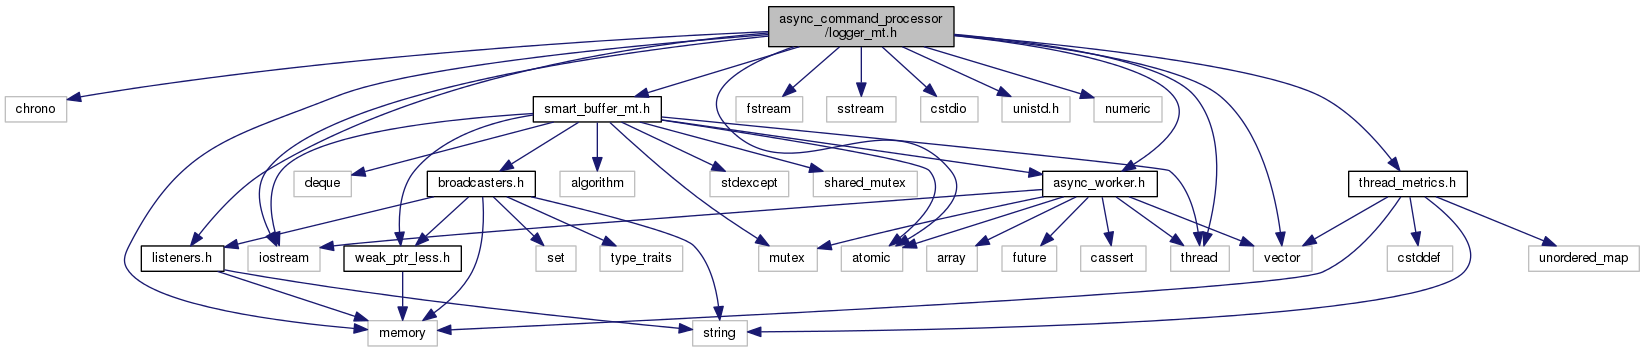 async_command_processor
/logger_mt.h
chrono
smart_buffer_mt.h
fstream
sstream
cstdio
unistd.h
numeric
deque
broadcasters.h
algorithm
stdexcept
shared_mutex
async_worker.h
thread_metrics.h
listeners.h
iostream
weak_ptr_less.h
set
type_traits
mutex
atomic
array
future
cassert
thread
vector
cstddef
unordered_map
memory
string